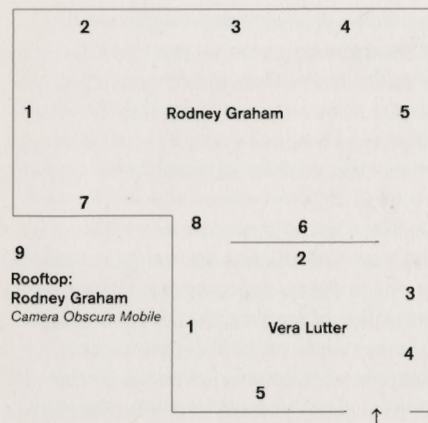 2 3 4
1 Rodney Graham 5
7
8 6
9 2
Rooftop:
Rodney Graham 3
Camera Obscura Mobile
1 Vera Lutter
4
5
↑